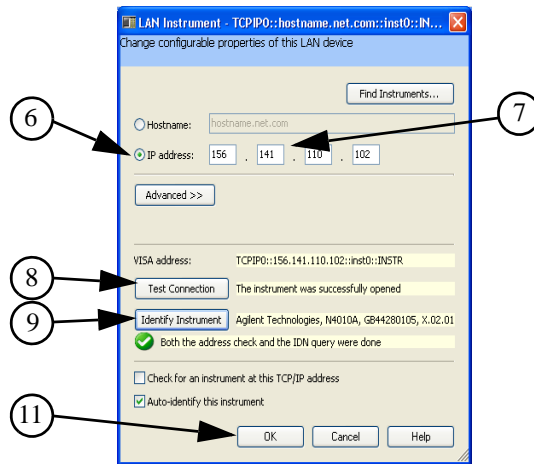 LAN Instrument - TCPIP0::hostname.net.com::inst0::IN...
Change configurable properties of this LAN device
Find Instruments...
6
7
Hostname: hostname.net.com
IP address: 156 . 141 . 110 . 102
Advanced >>
VISA address: TCPIP0::156.141.110.102::inst0::INSTR
8
Test Connection The instrument was successfully opened
9
Identify Instrument Agilent Technologies, N4010A, GB44280105, X.02.01
Both the address check and the IDN query were done
Check for an instrument at this TCP/IP address
Auto-identify this instrument
11
OK Cancel Help